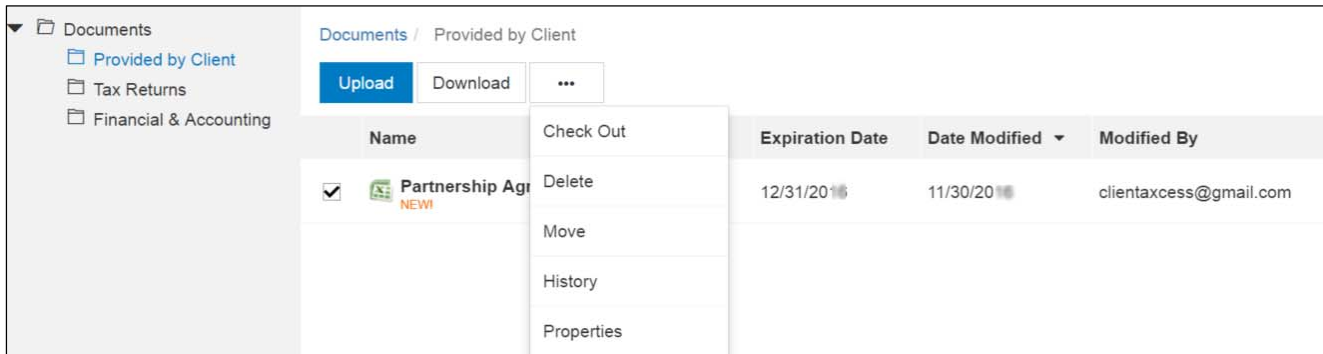 Documents
Provided by Client
Tax Returns
Financial & Accounting
Documents / Provided by Client
Upload Download •••
Name Expiration Date Date Modified Modified By
Check Out
Delete
Move
History
Properties
Partnership
NEW!
clientaxcess@gmail.com